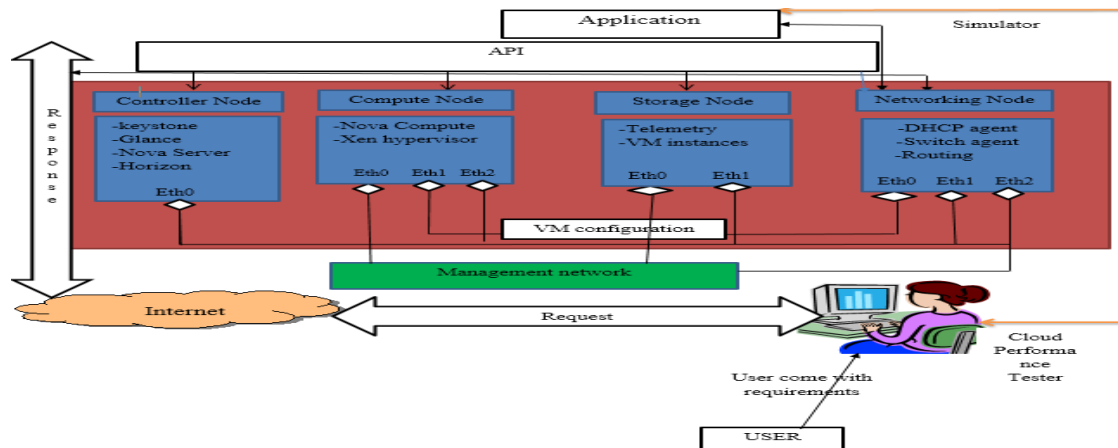 Application
Simulator
API
Response
Controller Node
Compute Node
Storage Node
Networking Node
-keystone
-Glance
-Nova Server
-Horizon
Eth0
-Nova Compute
-Xen hypervisor
Eth0 Eth1 Eth2
-Telemetry
-VM instances
Eth0 Eth1
-DHCP agent
-Switch agent
-Routing
Eth0 Eth1 Eth2
VM configuration
Management network
Internet
Request
Cloud
Performa
nce
Tester
User come with
requirements
USER